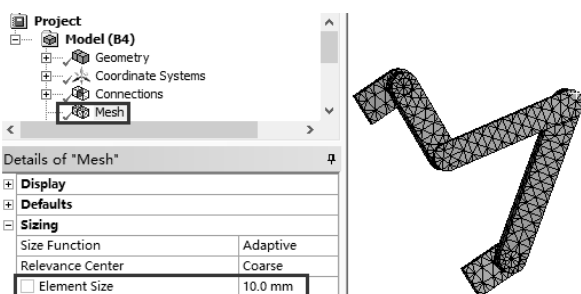 Project
Model (B4)
Geometry
Coordinate Systems
Connections
Mesh
Details of "Mesh"
Display
Defaults
Sizing
Size Function Adaptive
Relevance Center Coarse
Element Size 10.0 mm